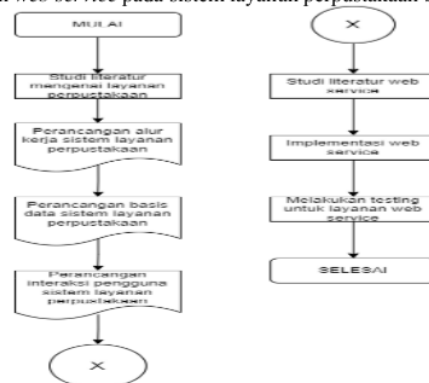 web service pada sistem layanan perpustakaan
MULAI
Studi literatur
mengenai layanan
perpustakaan
Perancangan alur
kerja sistem layanan
perpustakaan
Perancangan basis
data sistem layanan
perpustakaan
Perancangan
interaksi pengguna
sistem layanan
perpustakaan
X
X
Studi literatur web
service
Implementasi web
service
Melakukan testing
untuk layanan web
service
SELESAI